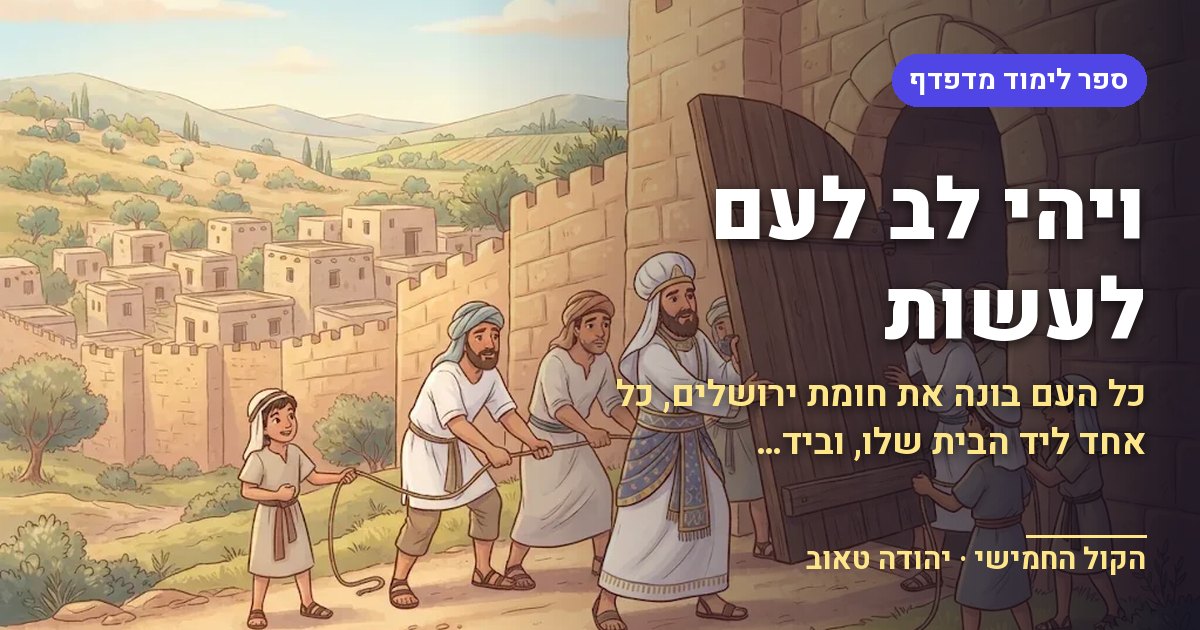 ספר לימוד מדפדף
ויהי לב לעם
לעשות
כל העם בונה את חומת ירושלים, כל
אחד ליד הבית שלו, וביד...
הקול החמישי · יהודה טאוב